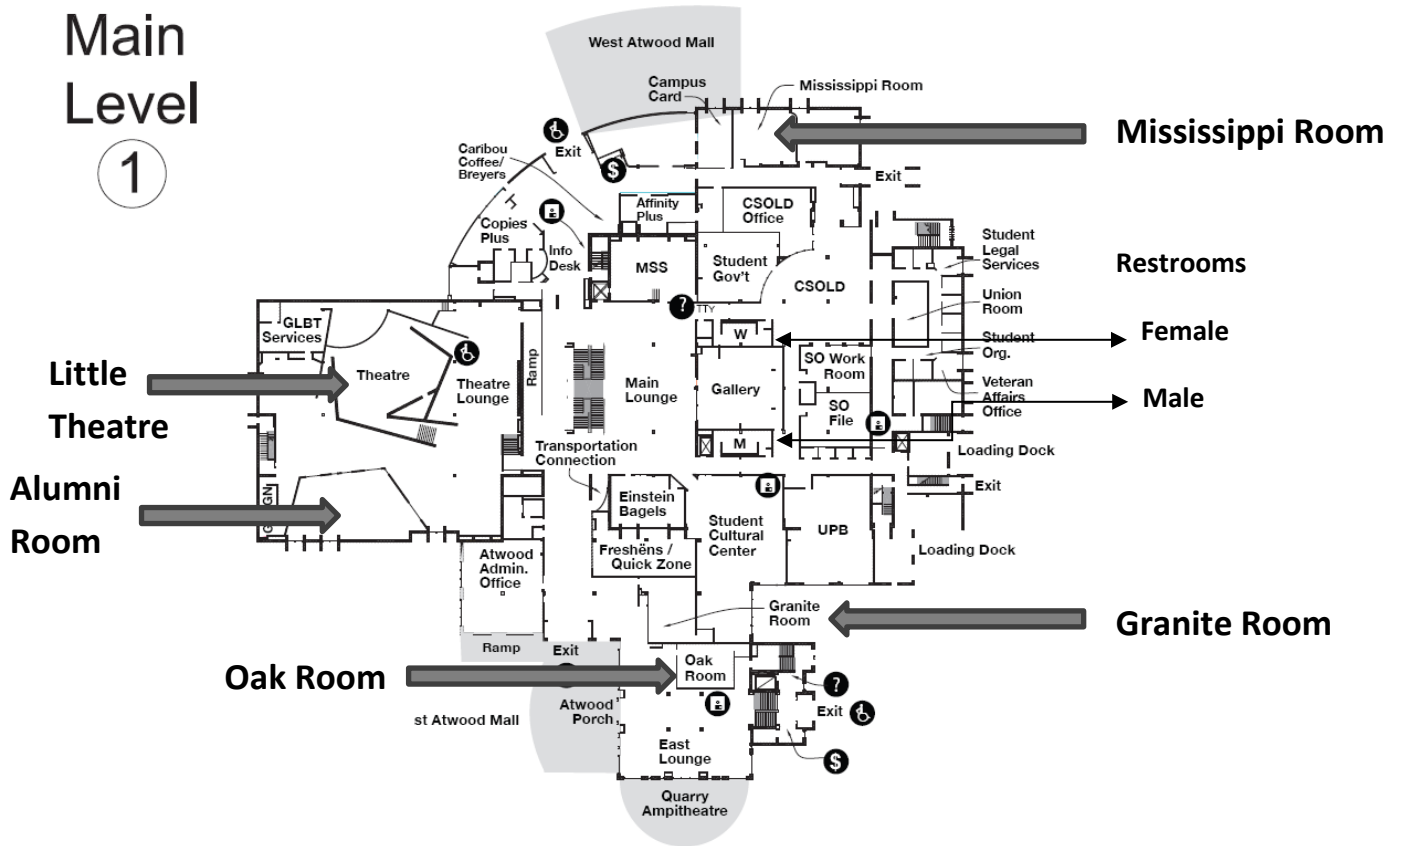 Main
Level
1
West Atwood Mall
Campus
Card
Mississippi Room
Mississippi Room
Exit
Caribou
Coffee/
Breyers
$
Exit
Affinity
Plus
CSOLD
Office
Copies
Plus
Info
Desk
MSS
Student
Gov't
CSOLD
Student
Legal
Services
Restrooms
Union
Room
?
TTY
GLBT
Services
W
Female
Student
Org.
Little
Theatre
Theatre
Theatre
Lounge
Ramp
Main
Lounge
Gallery
SO Work
Room
SO
File
Veteran
Affairs
Office
Male
M
Transportation
Connection
Loading Dock
Exit
Alumni
Room
Einstein
Bagels
Student
Cultural
Center
UPB
Freshëns /
Quick Zone
Loading Dock
Atwood
Admin.
Office
Granite
Room
Granite Room
Ramp
Exit
Oak Room
Oak
Room
?
Exit
Atwood
Porch
st Atwood Mall
East
Lounge
$
Quarry
Ampitheatre